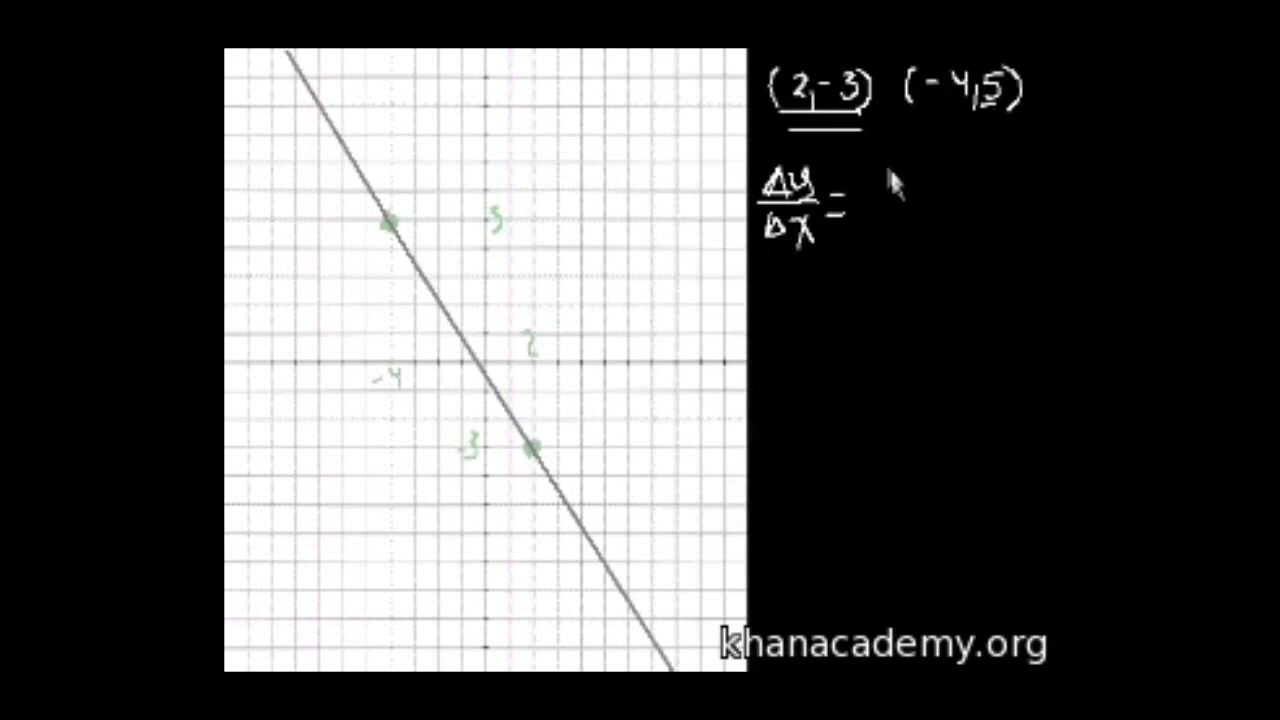 (2,-3) (-4,5)
Δy
Δx =
5
2
-4
-3
khanacademy.org